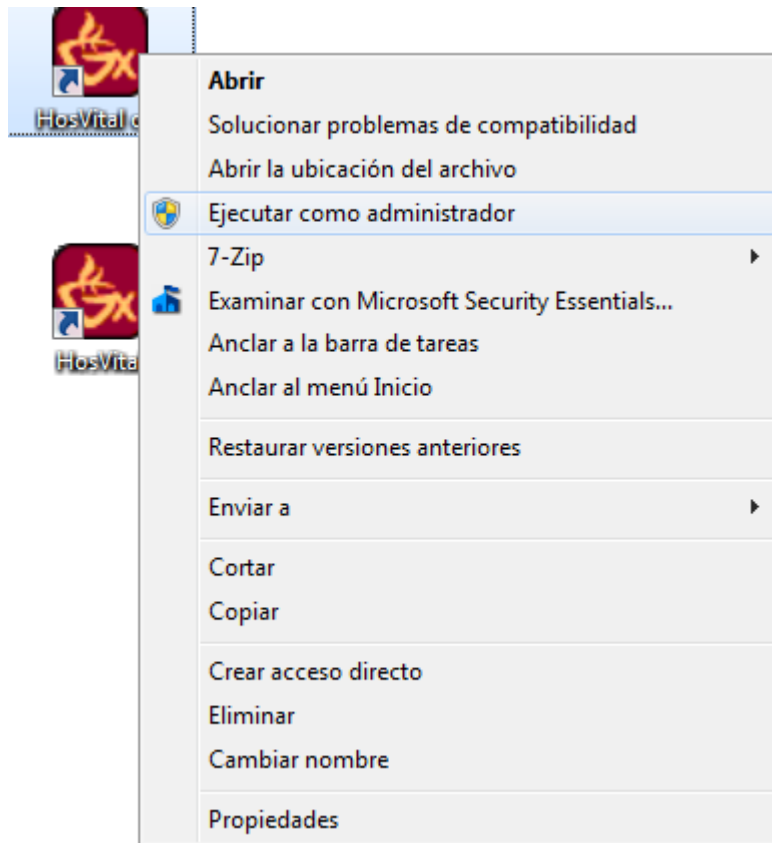 HosVital
Abrir
Solucionar problemas de compatibilidad
Abrir la ubicación del archivo
Ejecutar como administrador
7-Zip
Examinar con Microsoft Security Essentials...
Anclar a la barra de tareas
Anclar al menú Inicio
HosVita
Restaurar versiones anteriores
Enviar a
Cortar
Copiar
Crear acceso directo
Eliminar
Cambiar nombre
Propiedades